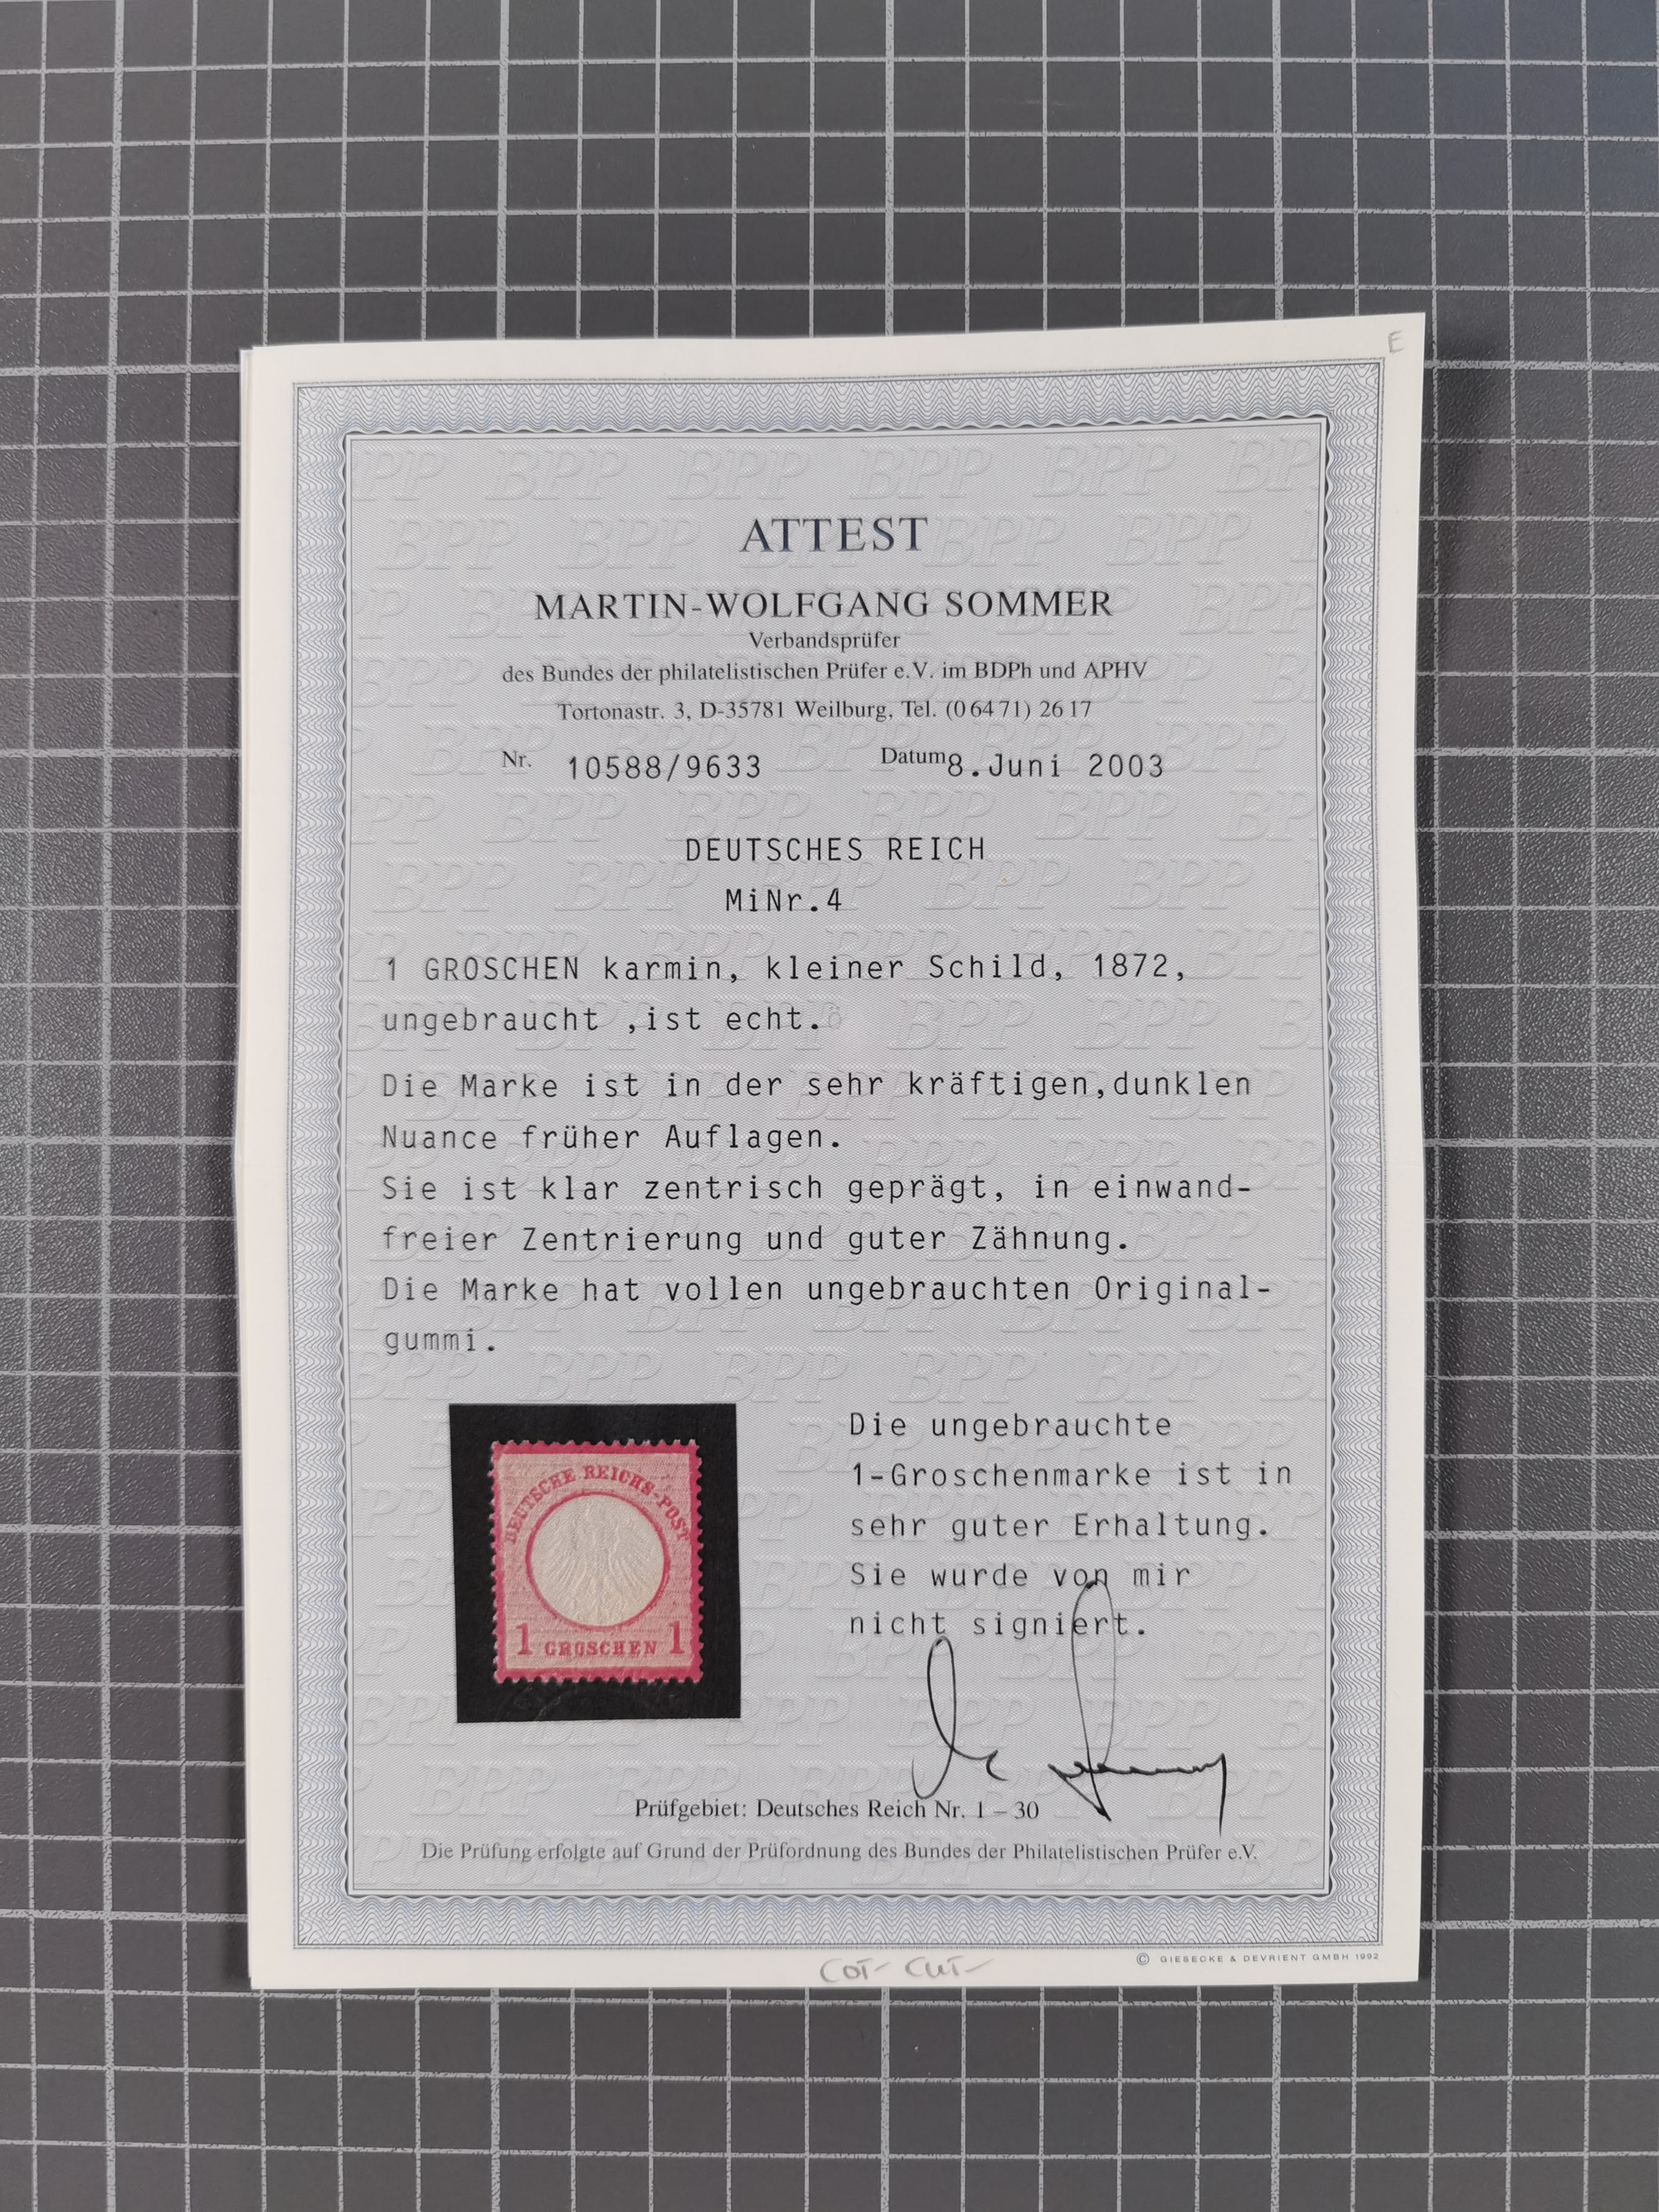 E
ATTEST
MARTIN-WOLFGANG SOMMER
Verbandsprüfer
des Bundes der philatelistischen Prüfer e.V. im BDPh und APHV
Tortonastr. 3, D-35781 Weilburg, Tel. (0 64 71) 26 17
Nr. 10588/9633 Datum 8.Juni 2003
DEUTSCHES REICH
MiNr.4
1 GROSCHEN karmin, kleiner Schild, 1872,
ungebraucht ,ist echt.
Die Marke ist in der sehr kräftigen,dunklen
Nuance früher Auflagen.
Sie ist klar zentrisch geprägt, in einwand-
freier Zentrierung und guter Zähnung.
Die Marke hat vollen ungebrauchten Original-
gummi.
DEUTSCHE REICHS-POST
1 GROSCHEN 1
Die ungebrauchte
1-Groschenmarke ist in
sehr guter Erhaltung.
Sie wurde von mir
nicht signiert.
Prüfgebiet: Deutsches Reich Nr. 1 – 30
Die Prüfung erfolgte auf Grund der Prüfordnung des Bundes der Philatelistischen Prüfer e.V.
© GIESECKE & DEVRIENT GMBH 1992